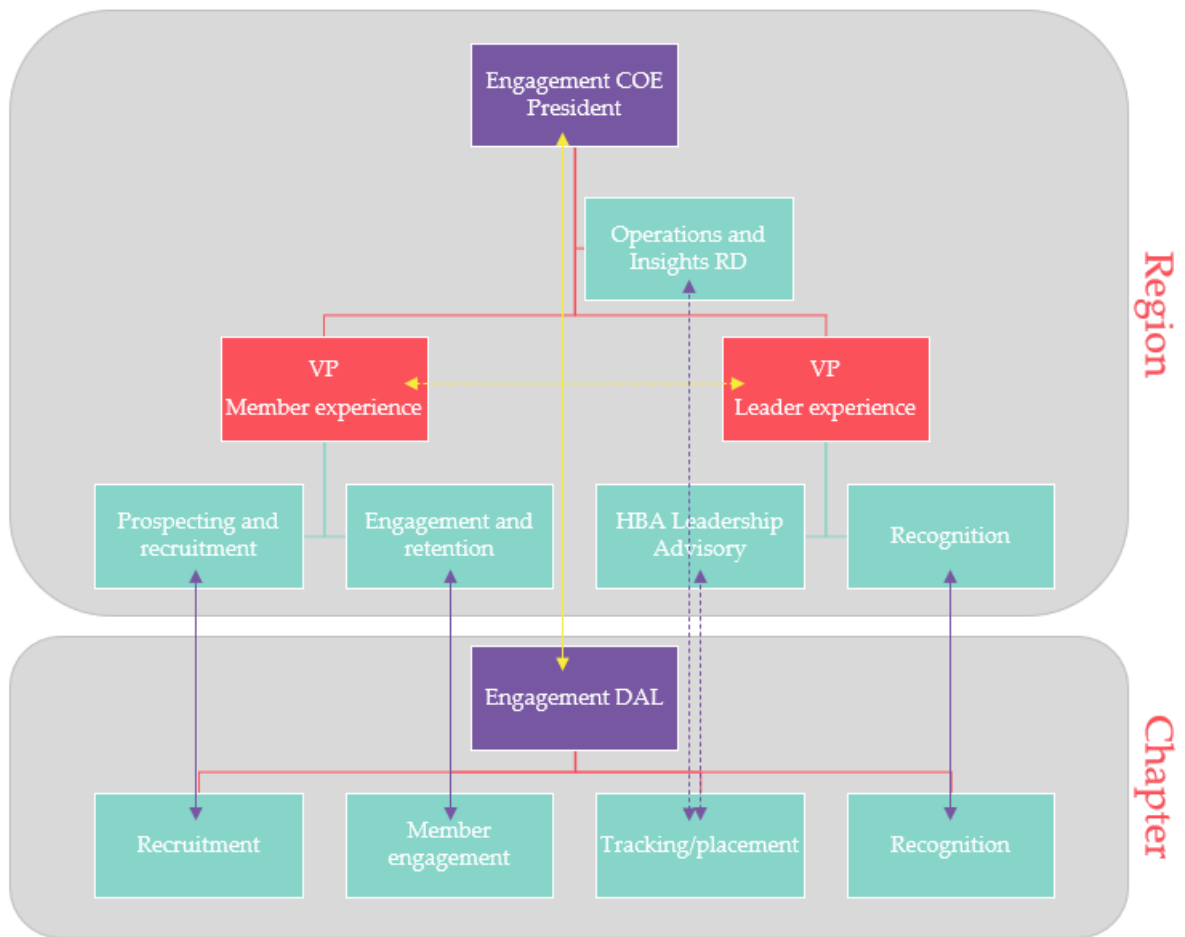 Engagement COE
President
Operations and
Insights RD
Region
VP
Member experience
VP
Leader experience
Prospecting and
recruitment
Engagement and
retention
HBA Leadership
Advisory
Recognition
Engagement DAL
Chapter
Recruitment
Member
engagement
Tracking/placement
Recognition